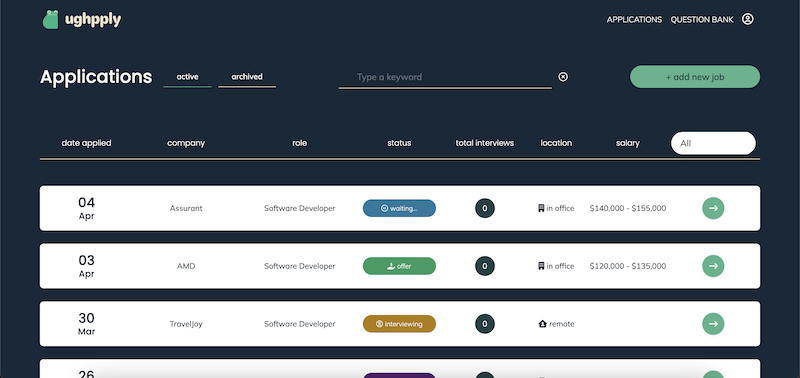 ughpply
APPLICATIONS QUESTION BANK
Applications active archived Type a keyword + add new job
date applied company role status total interviews location salary All
04 Apr Assurant Software Developer waiting... 0 in office $140,000 - $155,000
03 Apr AMD Software Developer offer 0 in office $120,000 - $135,000
30 Mar TravelJoy Software Developer interviewing 0 remote
26